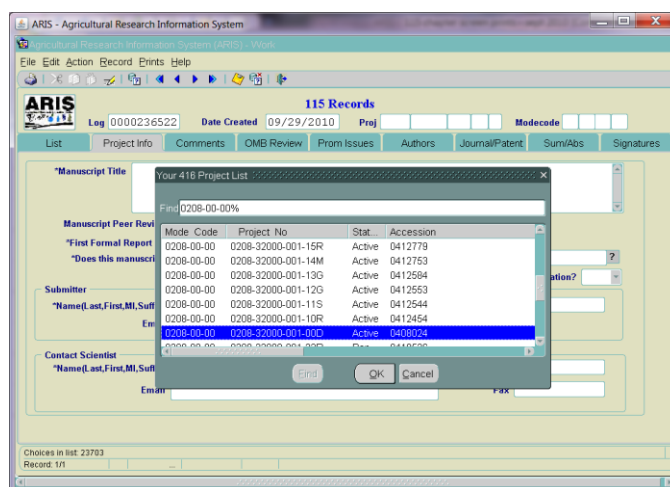 ARIS - Agricultural Research Information System
Agricultural Research Information System (ARIS) - Work
File Edit Action Record Prints Help
ARIS
115 Records
Log 0000236522 Date Created 09/29/2010 Proj Modecode
List Project Info Comments OMB Review Prom Issues Authors Journal/Patent Sum/Abs Signatures
*Manuscript Title
Your 416 Project List
Find 0208-00-00%
Mode Code Project No Stat... Accession
0208-00-00 0208-32000-001-15R Active 0412779
0208-00-00 0208-32000-001-14M Active 0412753
0208-00-00 0208-32000-001-13G Active 0412584
0208-00-00 0208-32000-001-12G Active 0412553
0208-00-00 0208-32000-001-11S Active 0412544
0208-00-00 0208-32000-001-10R Active 0412454
0208-00-00 0208-32000-001-00D Active 0408024
Manuscript Peer Revi
*First Formal Report
*Does this manuscri
?
ation?
Submitter
*Name(Last,First,MI,Suff
Em
Find OK Cancel
Contact Scientist
*Name(Last,First,MI,Suff
Email Fax
Choices in list: 23703
Record: 1/1 ...